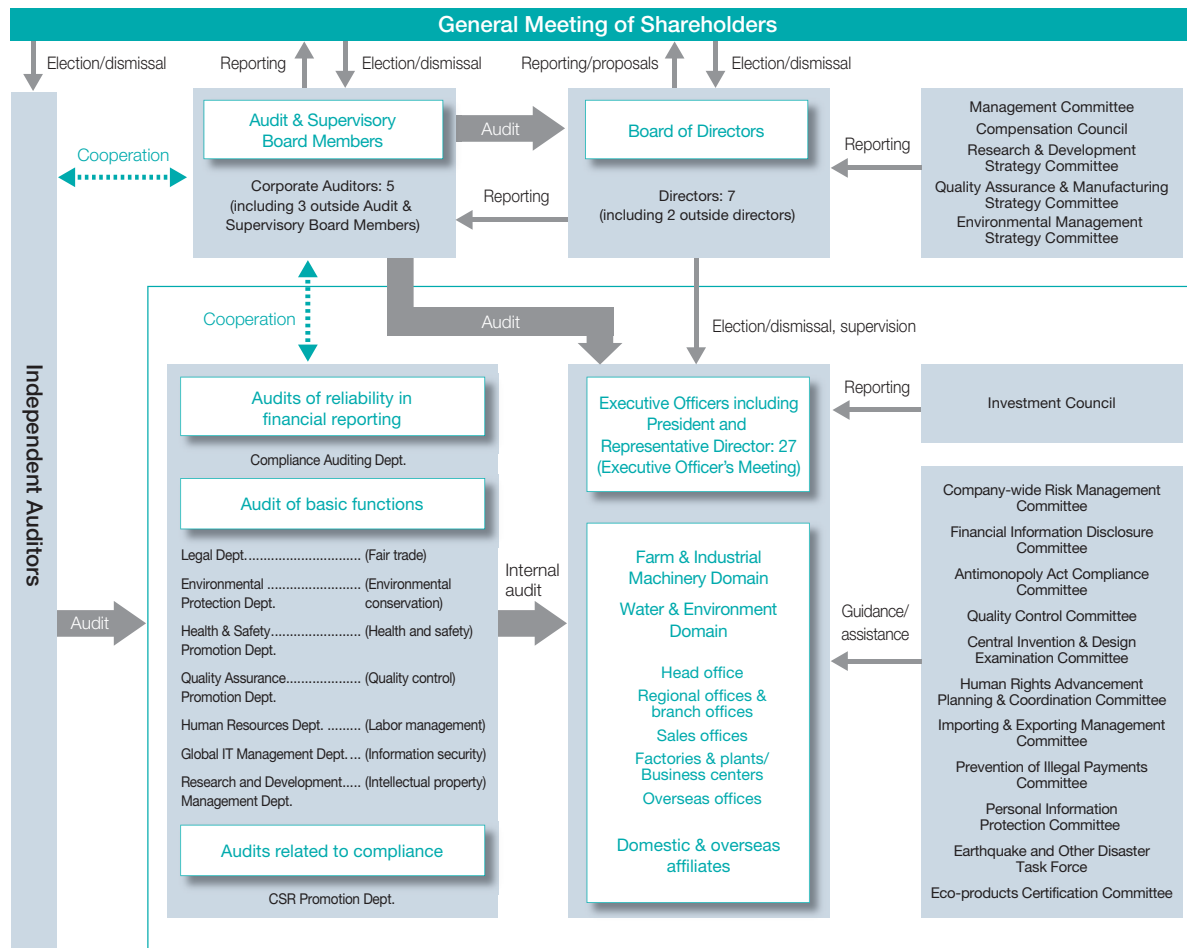 General Meeting of Shareholders
Election/dismissal
Reporting
Election/dismissal
Reporting/proposals
Election/dismissal
Independent Auditors
Cooperation
Audit & Supervisory
Board Members
Corporate Auditors: 5
(including 3 outside Audit &
Supervisory Board Members)
Audit
Reporting
Board of Directors
Directors: 7
(including 2 outside directors)
Reporting
Management Committee
Compensation Council
Research & Development
Strategy Committee
Quality Assurance & Manufacturing
Strategy Committee
Environmental Management
Strategy Committee
Cooperation
Audit
Election/dismissal, supervision
Audit
Audits of reliability in
financial reporting
Compliance Auditing Dept.
Audit of basic functions
Legal Dept............................. (Fair trade)
Environmental ..................... (Environmental
Protection Dept. conservation)
Health & Safety..................... (Health and safety)
Promotion Dept.
Quality Assurance.................. (Quality control)
Promotion Dept.
Human Resources Dept. ......... (Labor management)
Global IT Management Dept. ... (Information security)
Research and Development..... (Intellectual property)
Management Dept.
Audits related to compliance
CSR Promotion Dept.
Internal
audit
Executive Officers including
President and
Representative Director: 27
(Executive Officer's Meeting)
Farm & Industrial
Machinery Domain
Water & Environment
Domain
Head office
Regional offices &
branch offices
Sales offices
Factories & plants/
Business centers
Overseas offices
Domestic & overseas
affiliates
Reporting
Investment Council
Guidance/
assistance
Company-wide Risk Management
Committee
Financial Information Disclosure
Committee
Antimonopoly Act Compliance
Committee
Quality Control Committee
Central Invention & Design
Examination Committee
Human Rights Advancement
Planning & Coordination Committee
Importing & Exporting Management
Committee
Prevention of Illegal Payments
Committee
Personal Information
Protection Committee
Earthquake and Other Disaster
Task Force
Eco-products Certification Committee